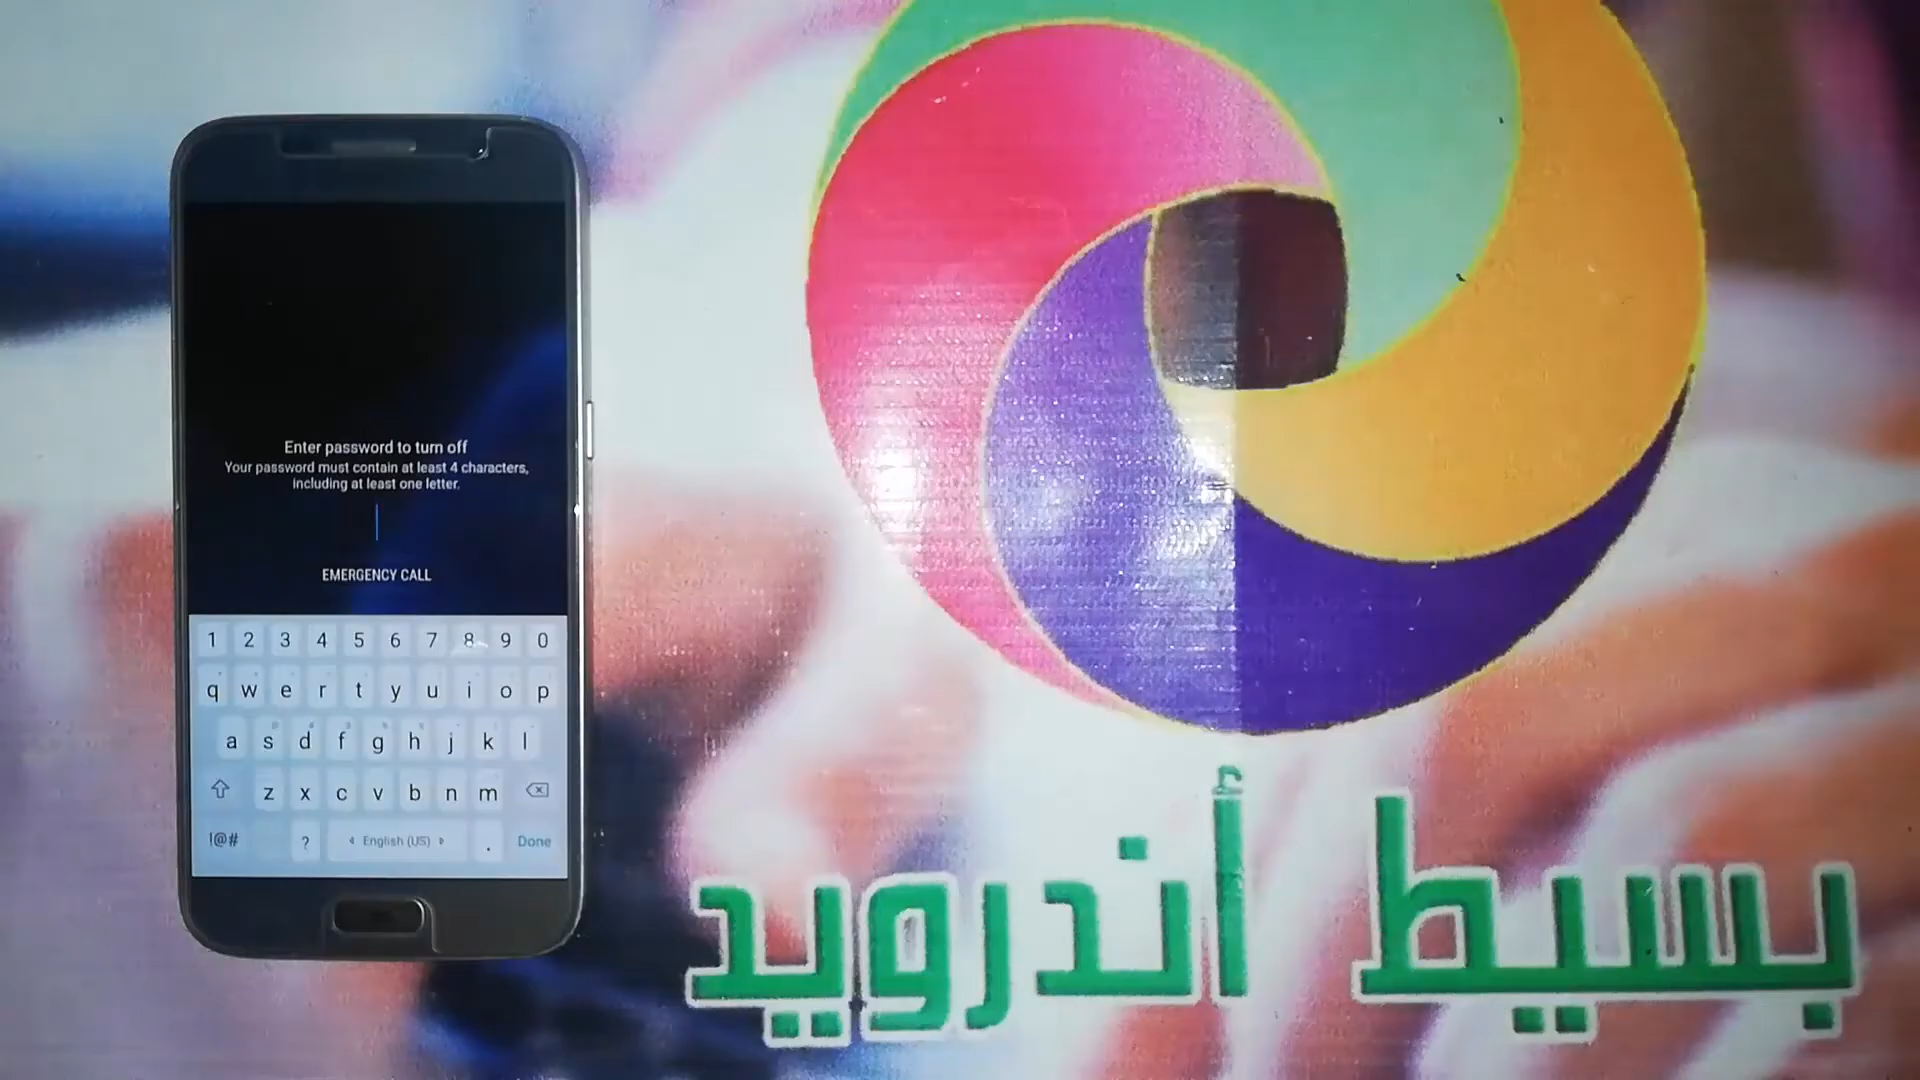 Enter password to turn off
Your password must contain at least 4 characters,
including at least one letter.
EMERGENCY CALL
1 2 3 4 5 6 7 8 9 0
q w e r t y u i o p
a s d f g h j k l
z x c v b n m
!@# ? English (US) . Done
بسيط أندرويد